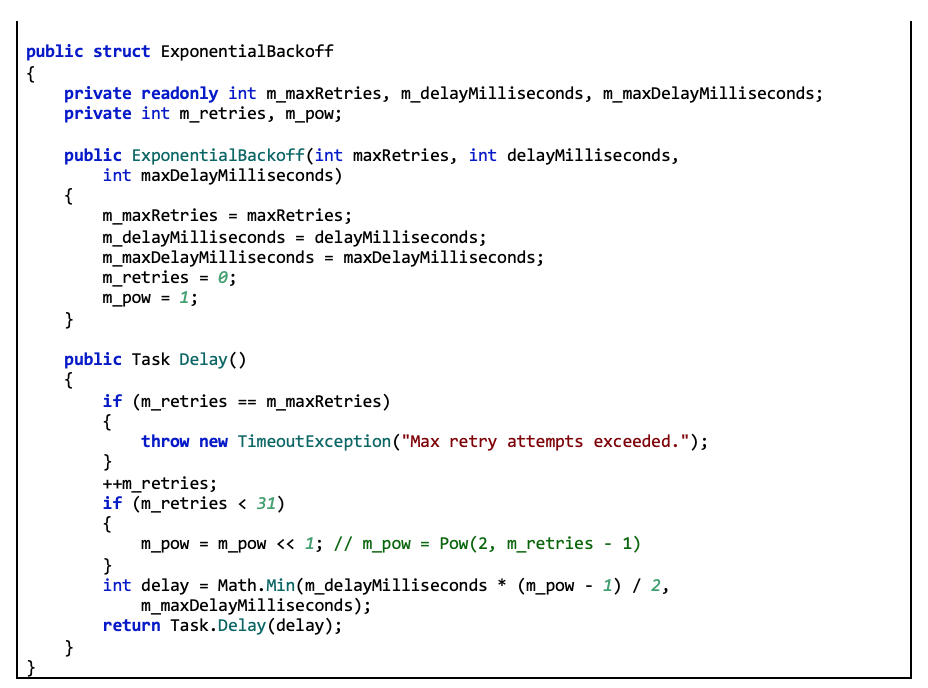 public struct ExponentialBackoff
{
    private readonly int m_maxRetries, m_delayMilliseconds, m_maxDelayMilliseconds;
    private int m_retries, m_pow;

    public ExponentialBackoff(int maxRetries, int delayMilliseconds,
        int maxDelayMilliseconds)
    {
        m_maxRetries = maxRetries;
        m_delayMilliseconds = delayMilliseconds;
        m_maxDelayMilliseconds = maxDelayMilliseconds;
        m_retries = 0;
        m_pow = 1;
    }

    public Task Delay()
    {
        if (m_retries == m_maxRetries)
        {
            throw new TimeoutException("Max retry attempts exceeded.");
        }
        ++m_retries;
        if (m_retries < 31)
        {
            m_pow = m_pow << 1; // m_pow = Pow(2, m_retries - 1)
        }
        int delay = Math.Min(m_delayMilliseconds * (m_pow - 1) / 2,
            m_maxDelayMilliseconds);
        return Task.Delay(delay);
    }
}